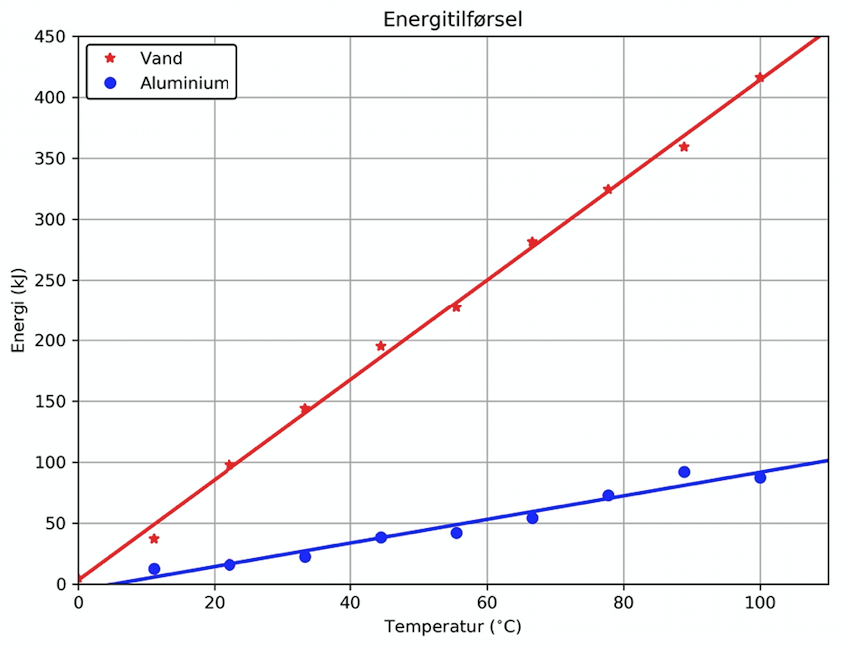 Energitilførsel
Vand
Aluminium
450
400
350
300
250
200
150
100
50
0
Energi (kJ)
0 20 40 60 80 100
Temperatur (°C)